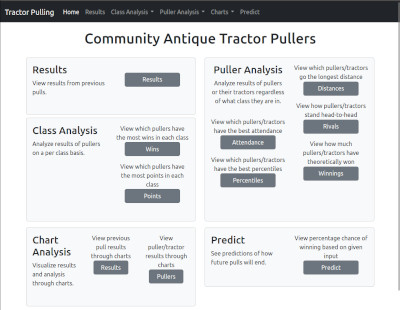 Tractor Pulling Home Results Class Analysis Puller Analysis Charts Predict
Community Antique Tractor Pullers
Results
View results from previous
pulls.
Results
Class Analysis
Analyze results of pullers
on a per class basis.
View which pullers have
the most wins in each class
Wins
View which pullers have
the most points in each
class
Points
Puller Analysis
Analyze results of pullers
or their tractors regardless
of what class they are in.
View which pullers/tractors
go the longest distance
Distances
View how pullers/tractors
stand head-to-head
Rivals
View which pullers/tractors
have the best attendance
Attendance
View how much
pullers/tractors have
theoretically won
Winnings
View which pullers/tractors
have the best percentiles
Percentiles
Chart
Analysis
Visualize results
and analysis
through charts.
View previous
pull results
through charts
Results
View
puller/tractor
results through
charts
Pullers
Predict
See predictions of how
future pulls will end.
View percentage chance of
winning based on given
input
Predict